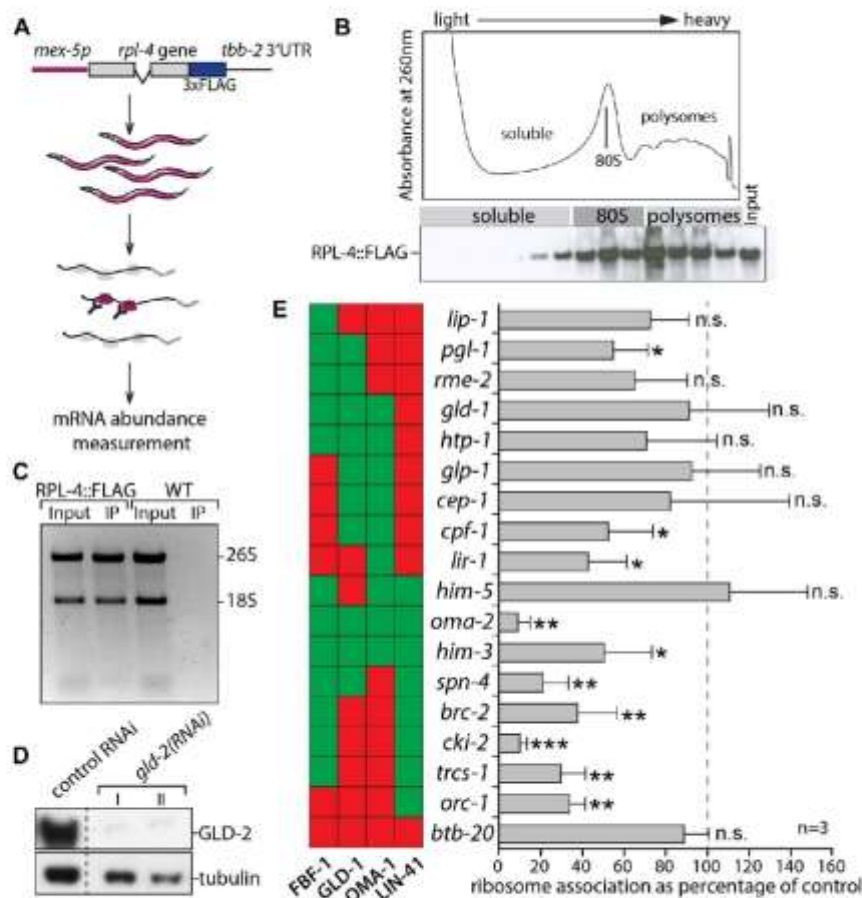 A
mex-5p rpl-4 gene tbb-2 3'UTR
3xFLAG
mRNA abundance
measurement
B
light heavy
Absorbance at 260nm
soluble
80S
polysomes
soluble 80S polysomes Input
RPL-4::FLAG
C
RPL-4::FLAG WT
Input IP Input IP
26S
18S
D
control RNAi gld-2(RNAi)
I II
GLD-2
tubulin
E
lip-1 n.s.
pgl-1 *
rme-2 n.s.
gld-1 n.s.
htp-1 n.s.
glp-1 n.s.
cep-1 n.s.
cpf-1 *
lir-1 *
him-5 n.s.
oma-2 **
him-3 *
spn-4 **
brc-2 **
cki-2 ***
trcs-1 **
orc-1 **
btb-20 n.s. n=3
FBF-1 GLD-1 OMA-1 LIN-41
0 20 40 60 80 100 120 140 160
ribosome association as percentage of control